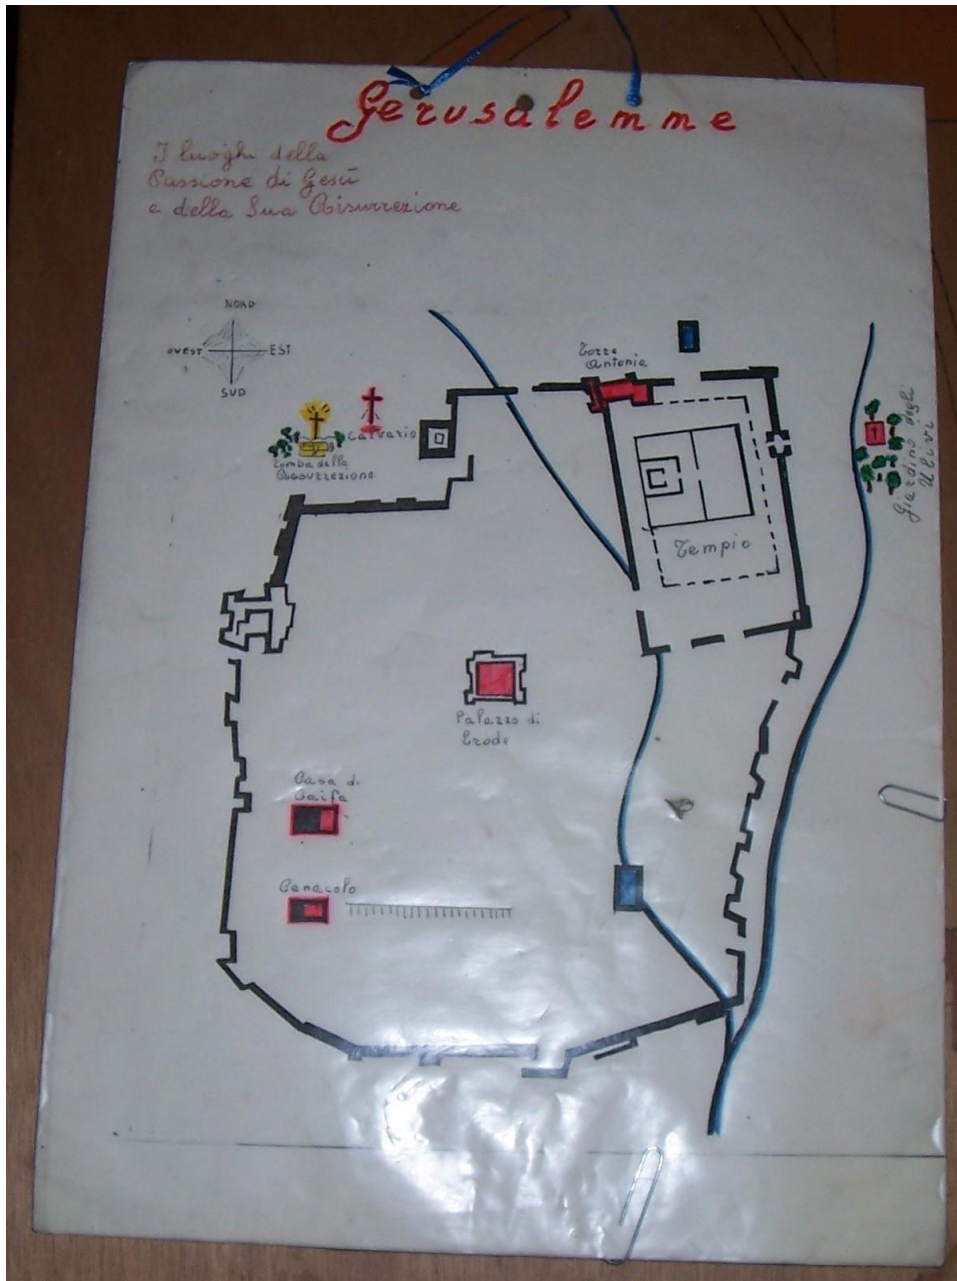 Gerusalemme
I luoghi della
Passione di Gesù
e della Sua Risurrezione
NORD
OVEST
EST
SUD
Torre
Antonia
Calvario
Tomba della
Resurrezione
Giardino degli
Ulivi
Tempio
Palazzo di
Erode
Casa di
Caifa
Cenacolo